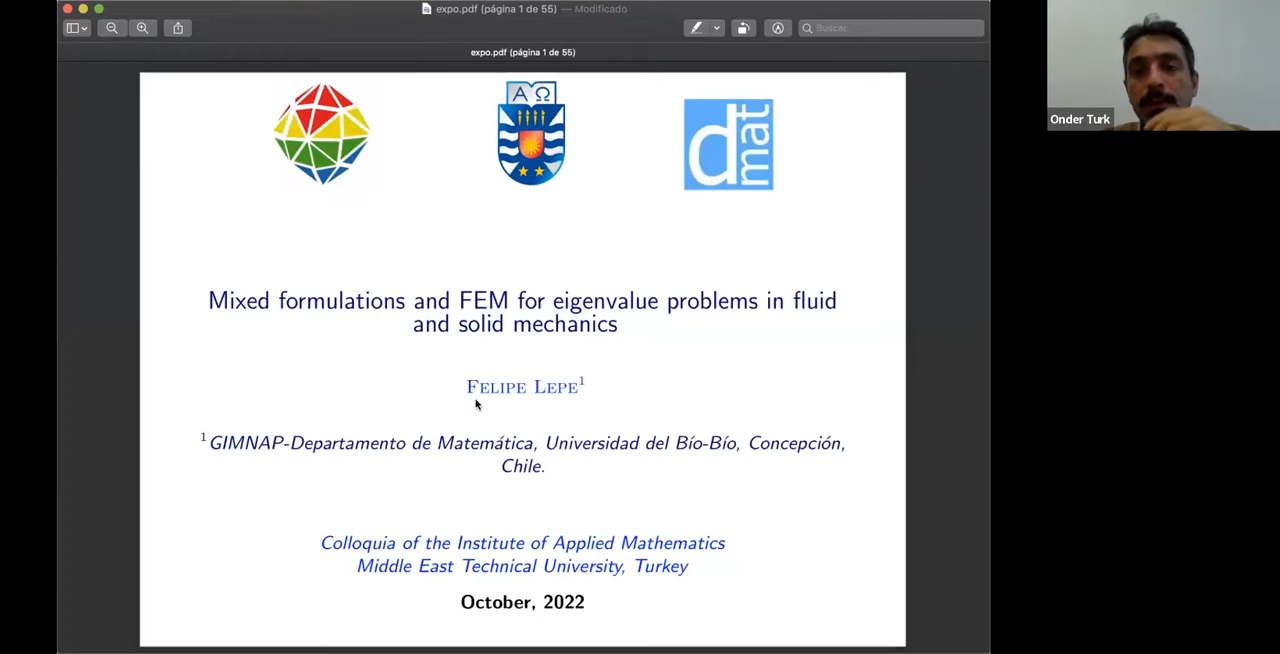 expo.pdf (página 1 de 55) — Modificado
Buscar
expo.pdf (página 1 de 55)
Onder Turk
Α Ω
d mat
Mixed formulations and FEM for eigenvalue problems in fluid
and solid mechanics
Felipe Lepe1
1 GIMNAP-Departamento de Matemática, Universidad del Bío-Bío, Concepción,
Chile.
Colloquia of the Institute of Applied Mathematics
Middle East Technical University, Turkey
October, 2022